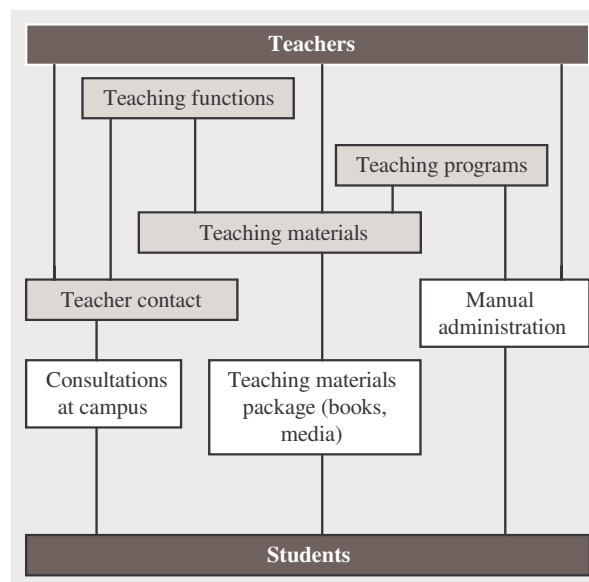 Teachers
Teaching functions
Teaching programs
Teaching materials
Teacher contact
Manual
administration
Consultations
at campus
Teaching materials
package (books,
media)
Students